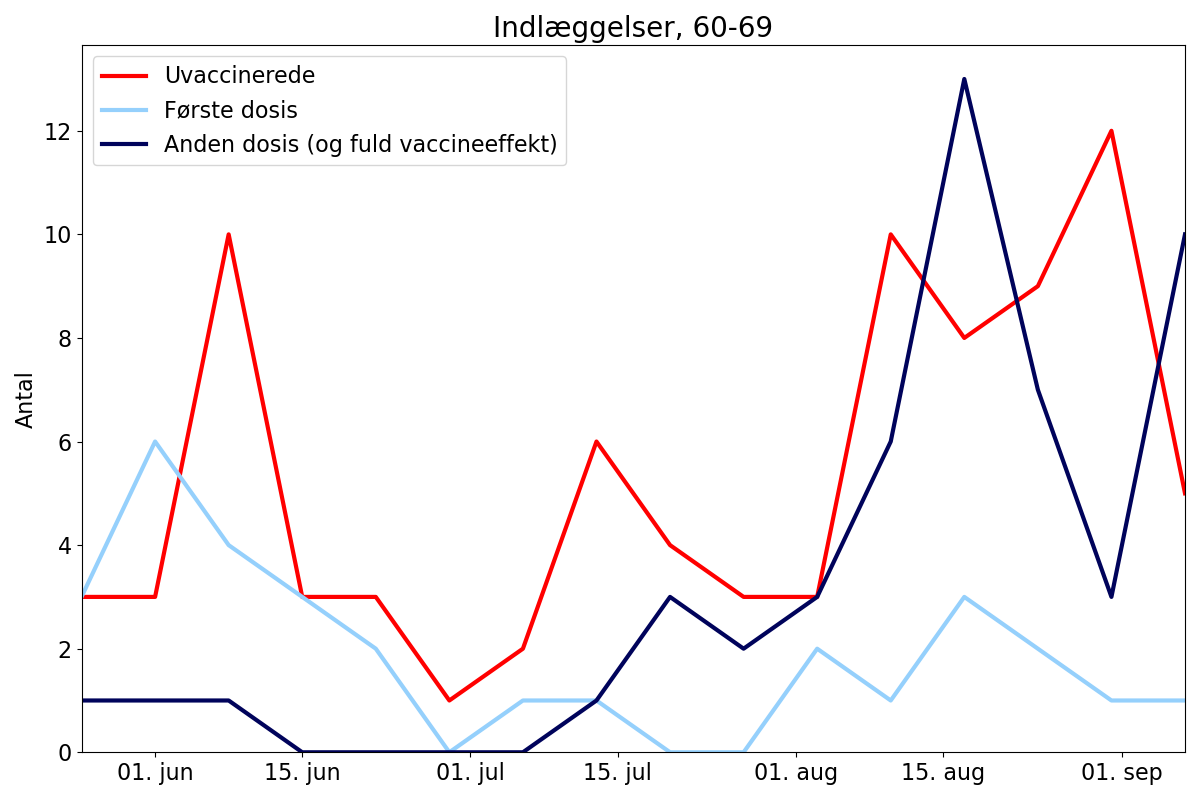 Indlæggelser, 60-69
Uvaccinerede
Første dosis
Anden dosis (og fuld vaccineeffekt)
Antal
12
10
8
6
4
2
0
01. jun
15. jun
01. jul
15. jul
01. aug
15. aug
01. sep